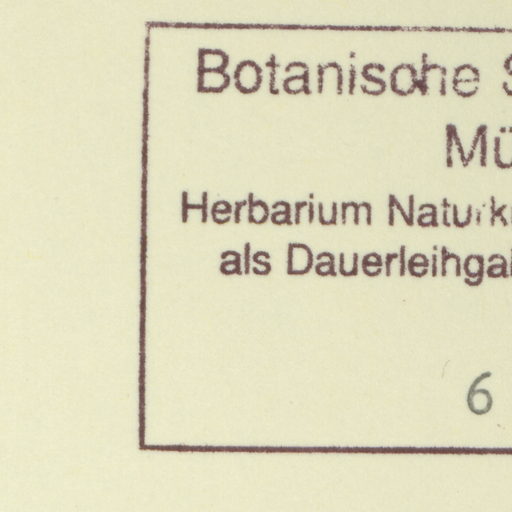 Botanische S
Mü
Herbarium Naturk
als Dauerleihga
6